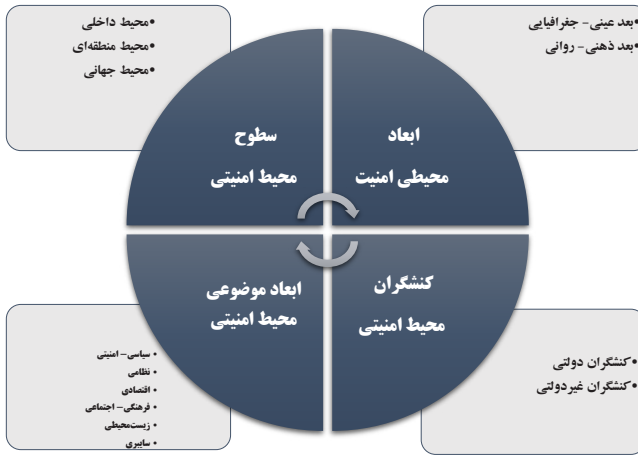 •بعد عینی- جغرافیایی
•بعد ذهنی- روانی
•محیط داخلی
•محیط منطقه‌ای
•محیط جهانی
ابعاد
محیطی امنیت
سطوح
محیط امنیتی
کنشگران
محیط امنیتی
ابعاد موضوعی
محیط امنیتی
•کنشگران دولتی
•کنشگران غیردولتی
• سیاسی- امنیتی
• نظامی
• اقتصادی
• فرهنگی- اجتماعی
• زیست‌محیطی
• سایبری